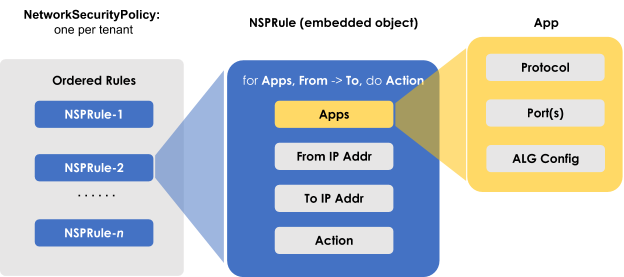 NetworkSecurityPolicy:
one per tenant
Ordered Rules
NSPRule-1
NSPRule-2
......
NSPRule-n
NSPRule (embedded object)
for Apps, From -> To, do Action
Apps
From IP Addr
To IP Addr
Action
App
Protocol
Port(s)
ALG Config